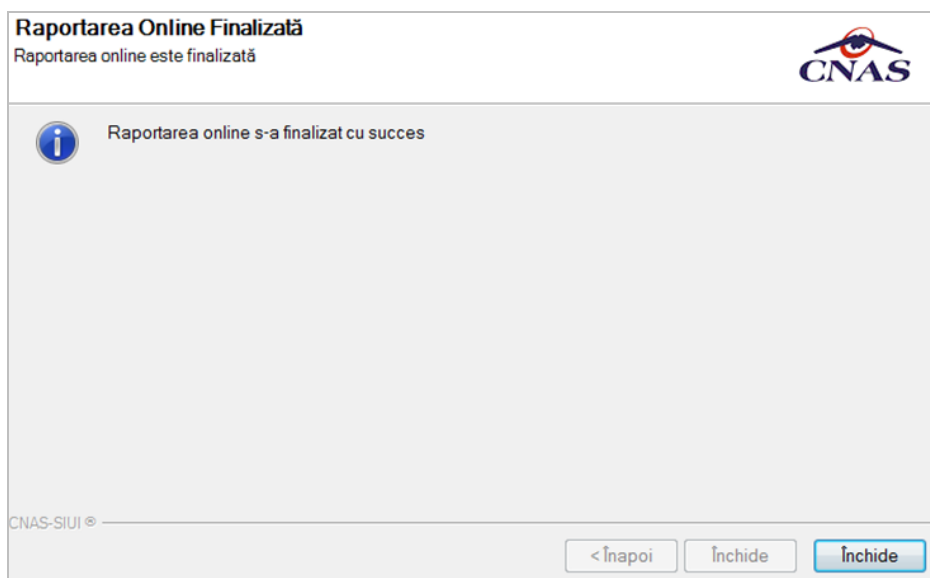 Raportarea Online Finalizată
Raportarea online este finalizată
CNAS
Raportarea online s-a finalizat cu succes
CNAS-SIUI ®
< Înapoi
Închide
Închide